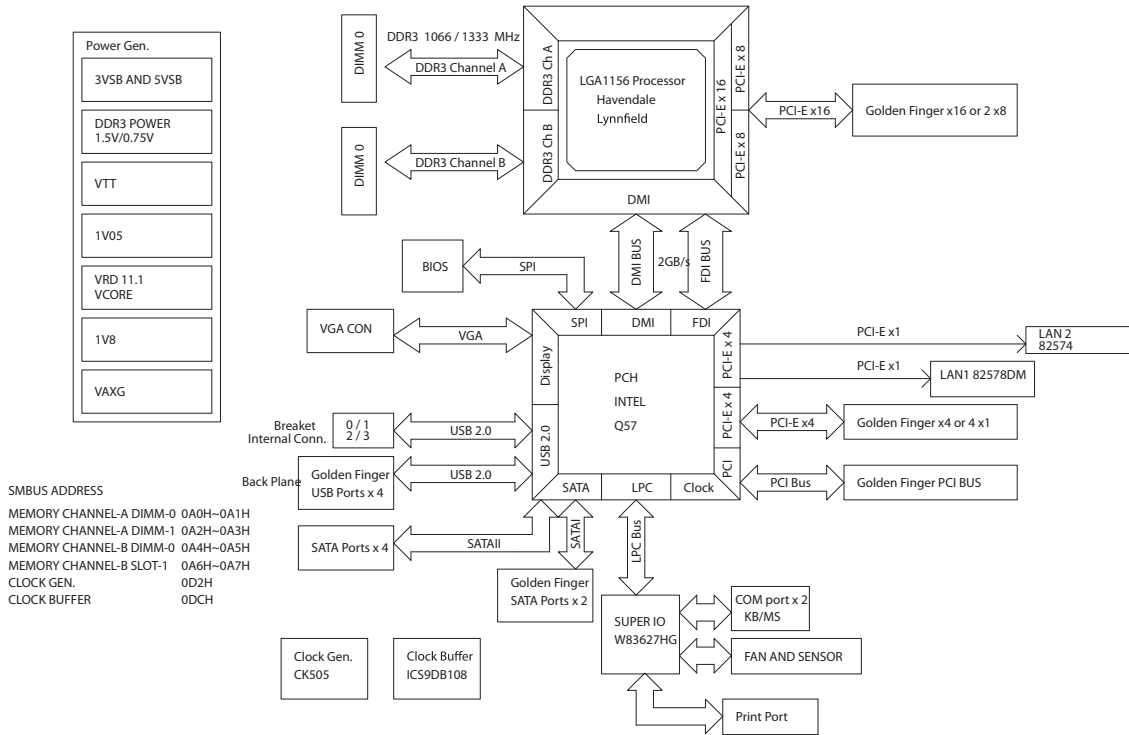 Power Gen.
3VSB AND 5VSB
DDR3 POWER
1.5V/0.75V
VTT
1V05
VRD 11.1
VCORE
1V8
VAXG
DIMM 0
DDR3 1066 / 1333 MHz
DDR3 Channel A
DIMM 0
DDR3 Channel B
DDR3 Ch A
DDR3 Ch B
LGA1156 Processor
Havendale
Lynnfield
PCI-E x 16
PCI-E x 8
PCI-E x 8
DMI
PCI-E x16
Golden Finger x16 or 2 x8
DMI BUS
2GB/s
FDI BUS
BIOS
SPI
VGA CON
VGA
SPI
DMI
FDI
Display
USB 2.0
PCH
INTEL
Q57
PCI-E x 4
PCI-E x 4
PCI
SATA
LPC
Clock
PCI-E x1
LAN 2
82574
PCI-E x1
LAN1 82578DM
PCI-E x4
Golden Finger x4 or 4 x1
PCI Bus
Golden Finger PCI BUS
Breaket
Internal Conn.
0 / 1
2 / 3
USB 2.0
Back Plane
Golden Finger
USB Ports x 4
USB 2.0
SATA Ports x 4
SATAII
SATAI
Golden Finger
SATA Ports x 2
LPC Bus
SUPER IO
W83627HG
COM port x 2
KB/MS
FAN AND SENSOR
Print Port
SMBUS ADDRESS
MEMORY CHANNEL-A DIMM-0 0A0H~0A1H
MEMORY CHANNEL-A DIMM-1 0A2H~0A3H
MEMORY CHANNEL-B DIMM-0 0A4H~0A5H
MEMORY CHANNEL-B SLOT-1 0A6H~0A7H
CLOCK GEN. 0D2H
CLOCK BUFFER 0DCH
Clock Gen.
CK505
Clock Buffer
ICS9DB108